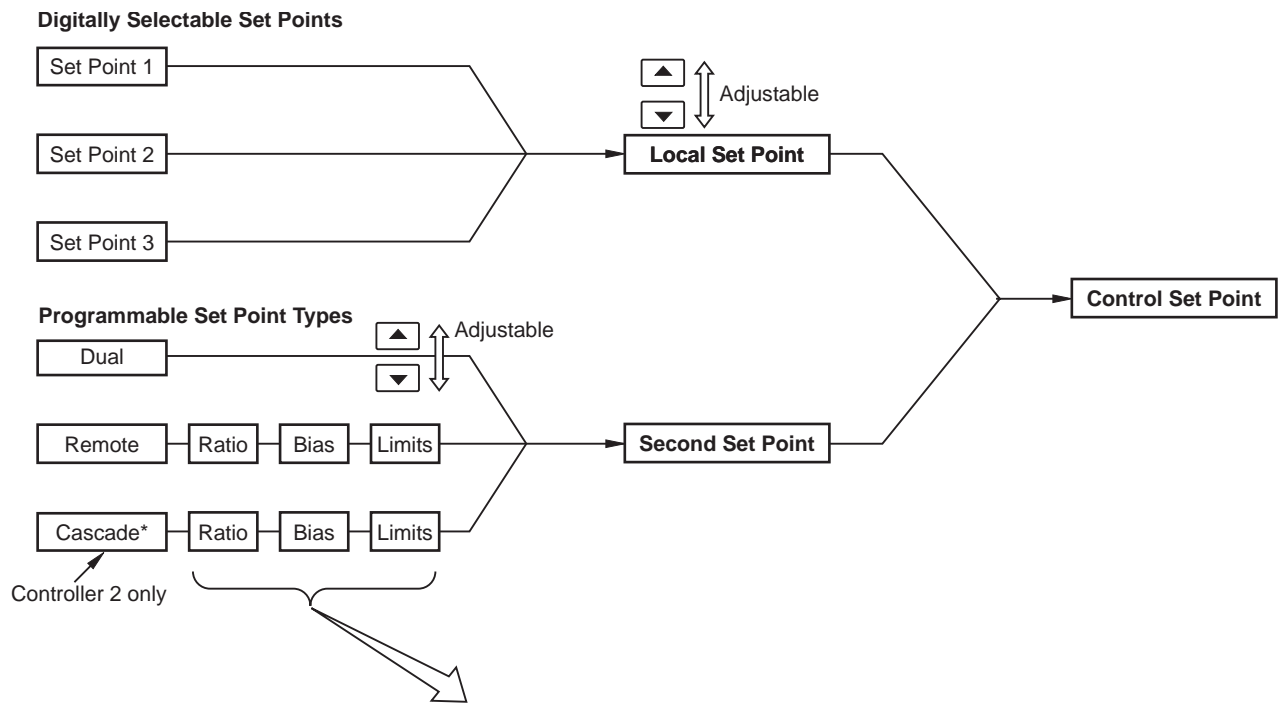 Digitally Selectable Set Points
Set Point 1
Adjustable
Set Point 2
Local Set Point
Set Point 3
Control Set Point
Programmable Set Point Types
Adjustable
Dual
Remote
Ratio
Bias
Limits
Second Set Point
Cascade*
Ratio
Bias
Limits
Controller 2 only